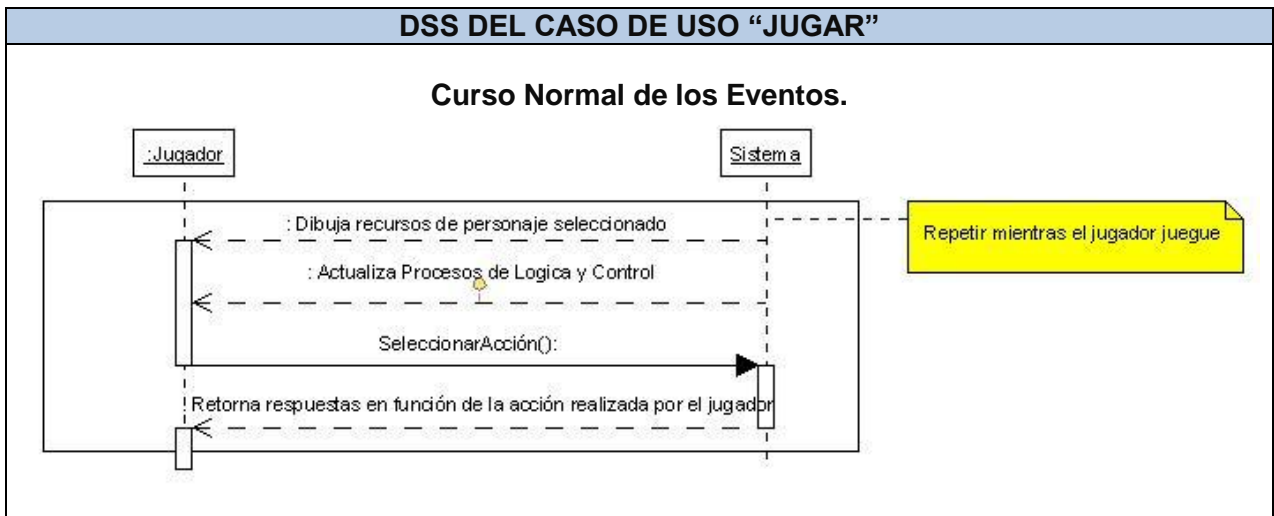 DSS DEL CASO DE USO “JUGAR”
Curso Normal de los Eventos.
:Jugador
Sistema
: Dibuja recursos de personaje seleccionado
Repetir mientras el jugador juegue
: Actualiza Procesos de Logica y Control
SeleccionarAcción():
Retorna respuestas en función de la acción realizada por el jugador